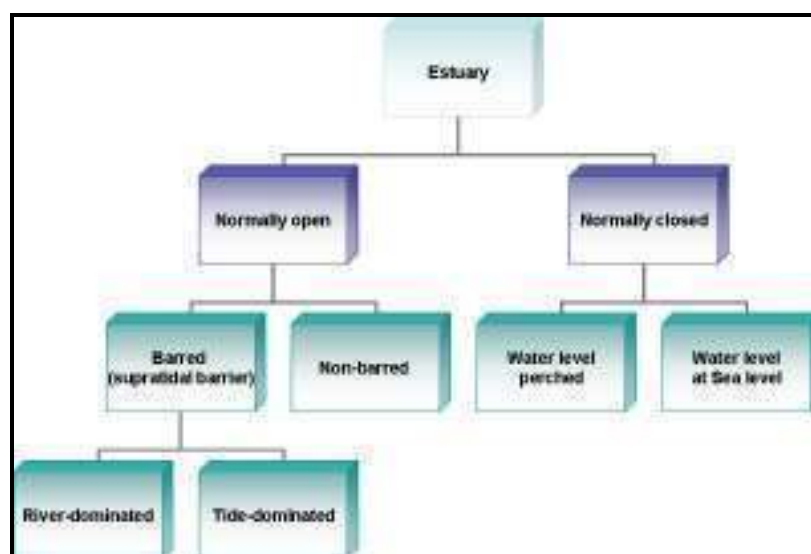 Estuary
Normally open
Normally closed
Barred
(supratidal barrier)
Non-barred
Water level
perched
Water level
at Sea level
River-dominated
Tide-dominated